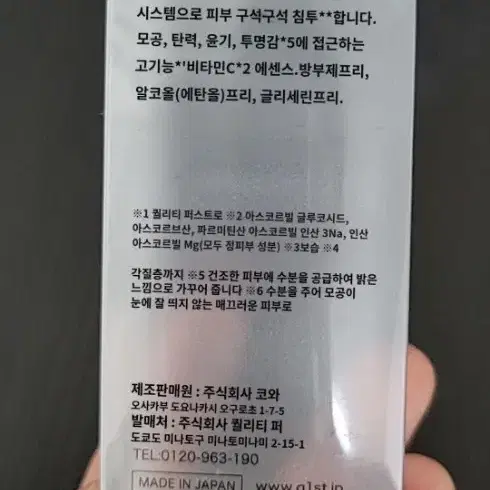 시스템으로 피부 구석구석 침투**합니다.
모공, 탄력, 윤기, 투명감*5에 접근하는
고기능*'비타민C*2 에센스.방부제프리,
알코올(에탄올)프리, 글리세린프리.
※1 퀄리티 퍼스트로 ※2 아스코르빌 글루코시드,
아스코르브산, 파르미틴산 아스코르빌 인산 3Na, 인산
아스코르빌 Mg(모두 정피부 성분) ※3보습 ※4
각질층까지 ※5 건조한 피부에 수분을 공급하여 밝은
느낌으로 가꾸어 줍니다 ※6 수분을 주어 모공이
눈에 잘 띄지 않는 매끄러운 피부로
제조판매원 : 주식회사 코와
오사카부 도요나카시 오구로초 1-7-5
발매처 : 주식회사 퀄리티 퍼
도쿄도 미나토구 미나토미나미 2-15-1
TEL:0120-963-190
MADE IN JAPAN www.q1st.jp